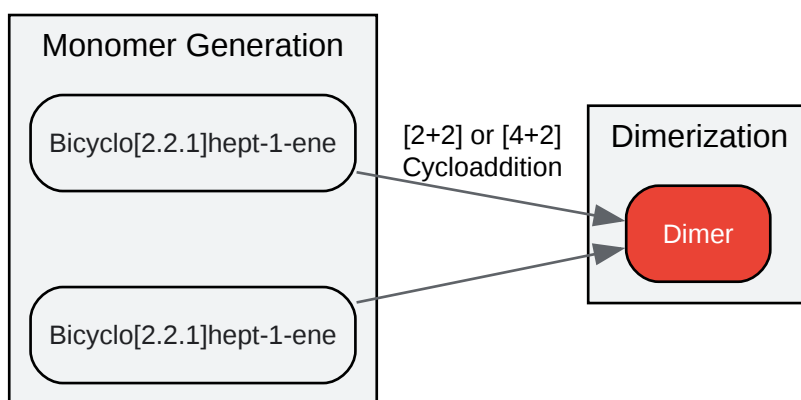 Monomer Generation
Bicyclo[2.2.1]hept-1-ene
Bicyclo[2.2.1]hept-1-ene
[2+2] or [4+2]
Cycloaddition
Dimerization
Dimer